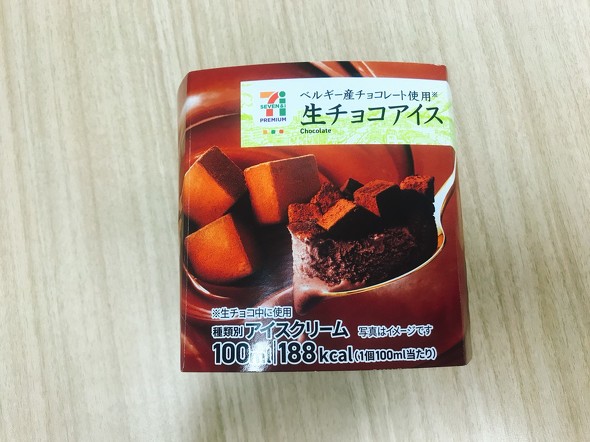 ベルギー産チョコレート使用※
生チョコアイス
Chocolate
SEVEN&i
PREMIUM
※生チョコ中に使用
種類別アイスクリーム 写真はイメージです
100ml 188kcal(1個100ml当たり)